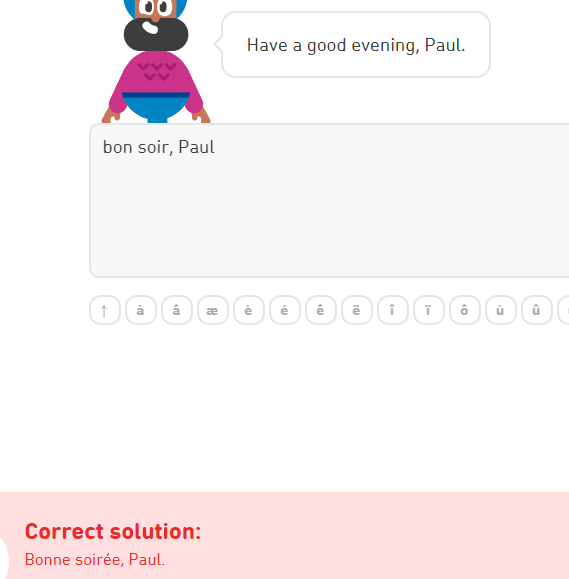 Have a good evening, Paul.
bon soir, Paul
↑ à â æ è é ê ë î ï ô ù û
Correct solution:
Bonne soirée, Paul.